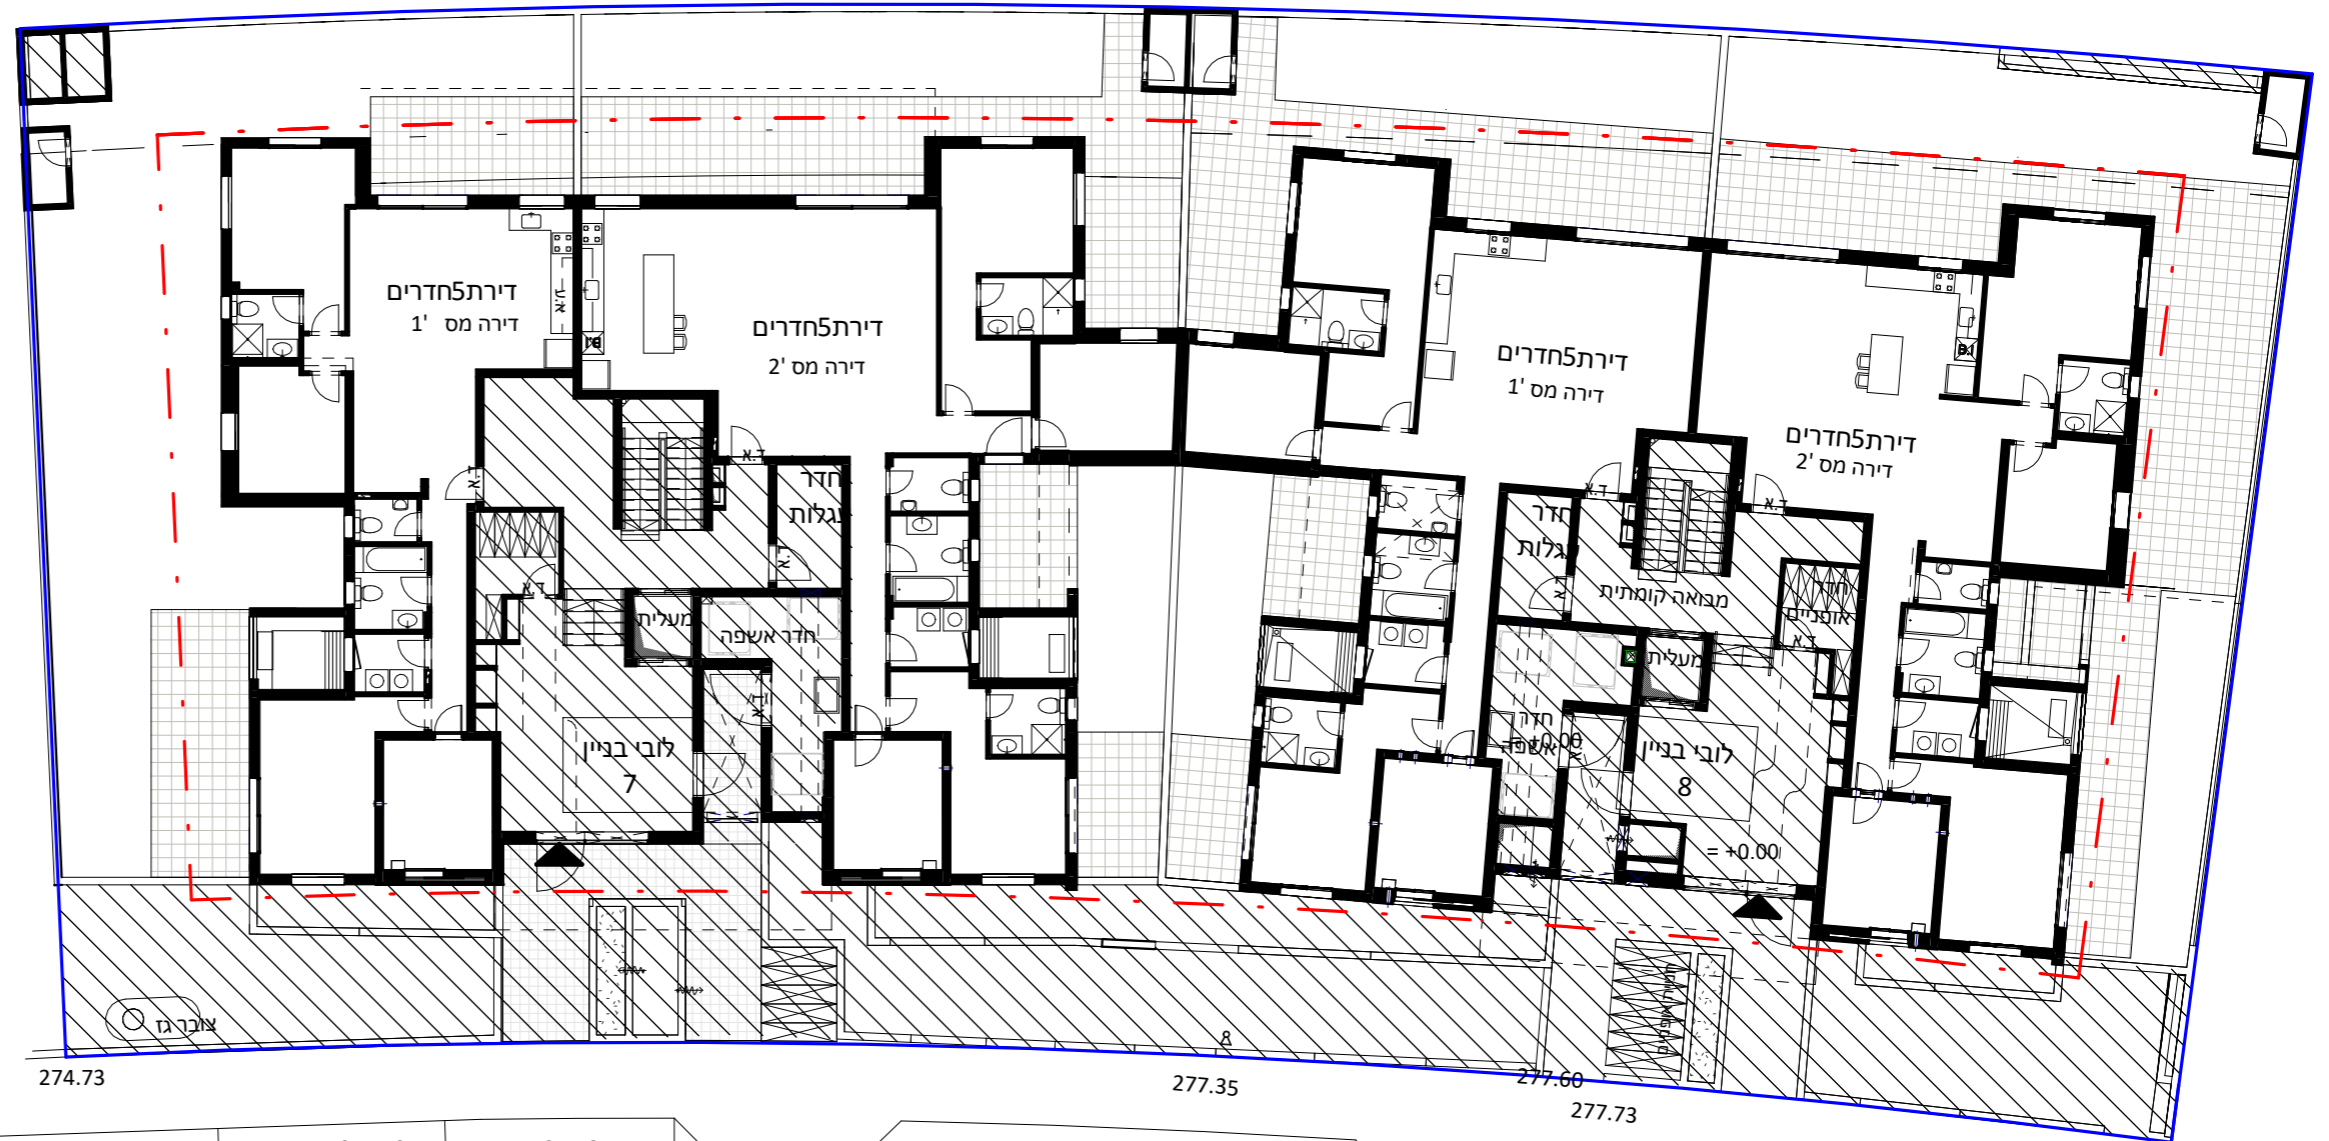 דירת5חדרים
דירה מס '1
דירת5חדרים
דירה מס '2
דירת5חדרים
דירה מס '1
דירת5חדרים
דירה מס '2
א.ע
ד.א
ד.א
חדר
עגלות
ד.א
ד.א
מעלית
חדר אשפה
ד.א
לובי בניין
7
ד.א
חדר
עגלות
ד.א
מבואה קומתית
ד.א
חדר
אופניים
ד.א
מעלית
חדר
אשפה
= +0.00
לובי בניין
8
= +0.00
צובר גז
274.73
277.35
277.60
277.73